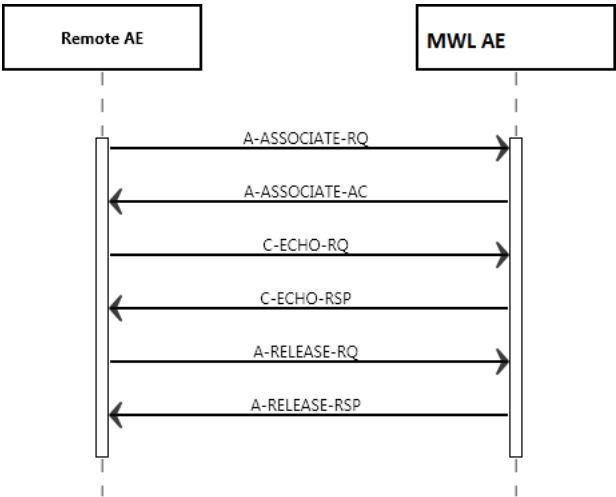 Remote AE
MWL AE
A-ASSOCIATE-RQ
A-ASSOCIATE-AC
C-ECHO-RQ
C-ECHO-RSP
A-RELEASE-RQ
A-RELEASE-RSP